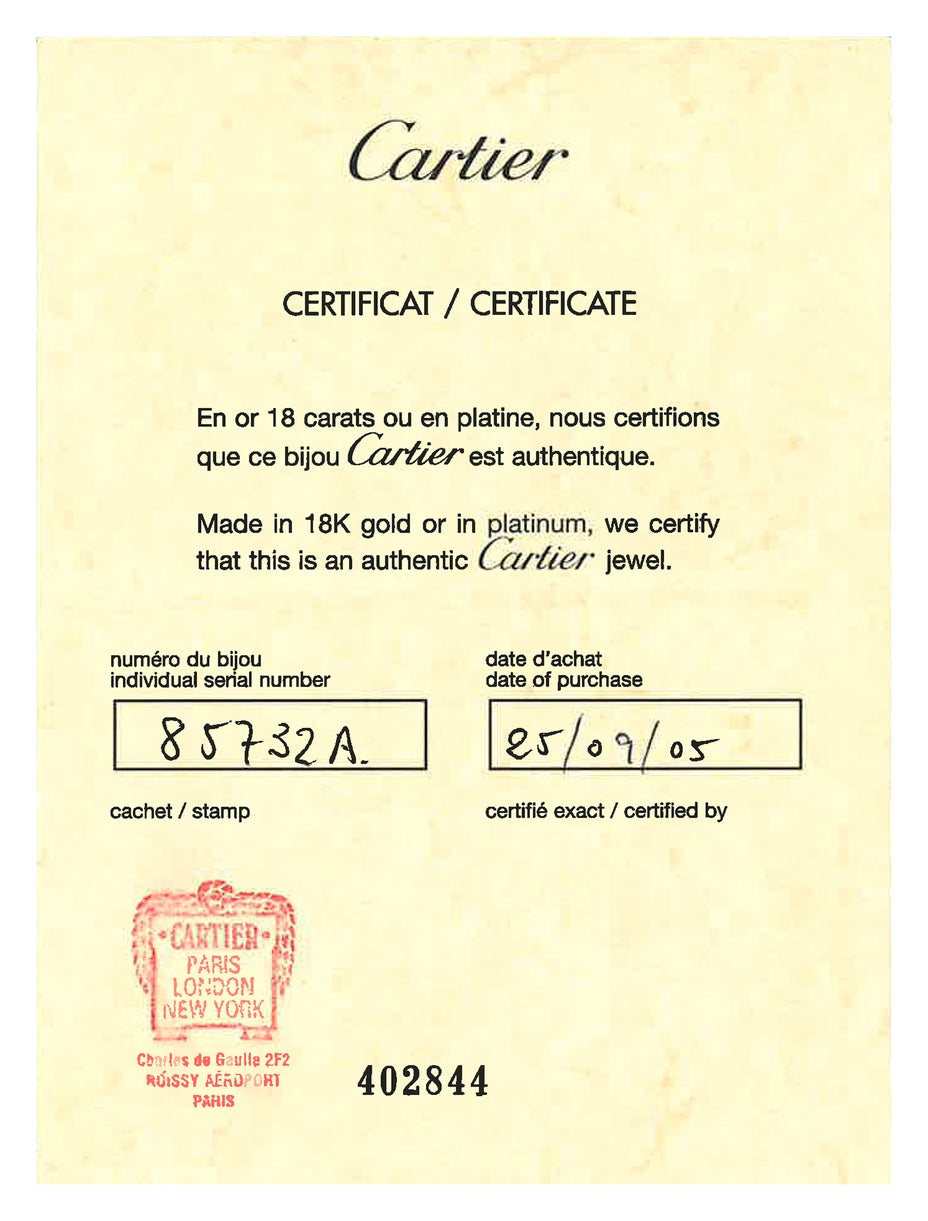 Cartier
CERTIFICAT / CERTIFICATE
En or 18 carats ou en platine, nous certifions
que ce bijou Cartier est authentique.
Made in 18K gold or in platinum, we certify
that this is an authentic Cartier jewel.
numéro du bijou
individual serial number
85732A.
date d'achat
date of purchase
25/09/05
cachet / stamp
certifié exact / certified by
•CARTIER•
PARIS
LONDON
NEW YORK
Charles de Gaulle 2F2
ROISSY AÉROPORT
PARIS
402844